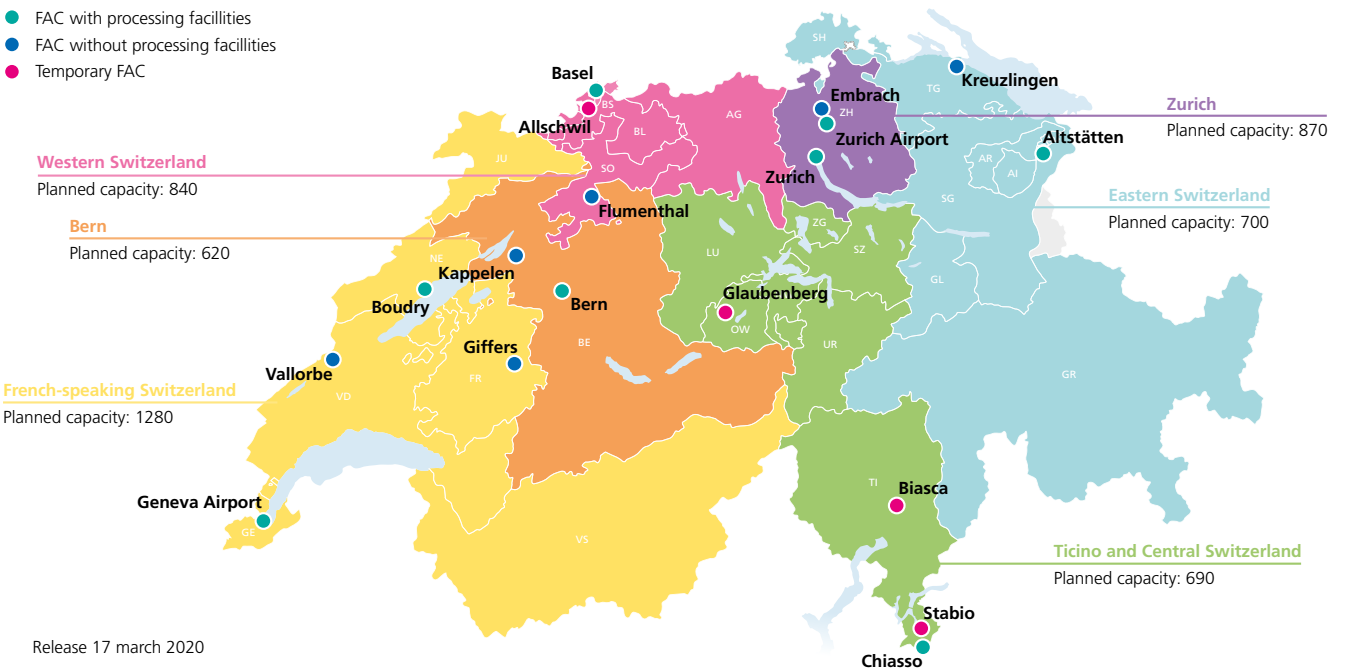 FAC with processing facillities
FAC without processing facillities
Temporary FAC
SH
Basel
Kreuzlingen
TG
Embrach
BS
Zurich
Planned capacity: 870
ZH
AG
Allschwil
BL
Zurich Airport
Altstätten
JU
AR
AI
Western Switzerland
Planned capacity: 840
SO
Zurich
SG
Eastern Switzerland
Planned capacity: 700
Flumenthal
Bern
Planned capacity: 620
ZG
SZ
LU
NE
Kappelen
GL
Boudry
Bern
Glaubenberg
OW
UR
BE
Giffers
Vallorbe
FR
GR
VD
French-speaking Switzerland
Planned capacity: 1280
TI
Biasca
Geneva Airport
GE
VS
Ticino and Central Switzerland
Planned capacity: 690
Stabio
Release 17 march 2020
Chiasso